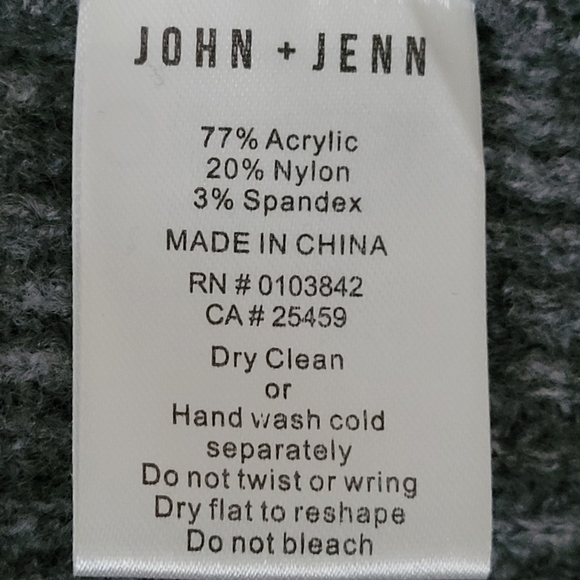 JOHN + JENN
77% Acrylic
20% Nylon
3% Spandex
MADE IN CHINA
RN # 0103842
CA # 25459
Dry Clean
or
Hand wash cold
separately
Do not twist or wring
Dry flat to reshape
Do not bleach